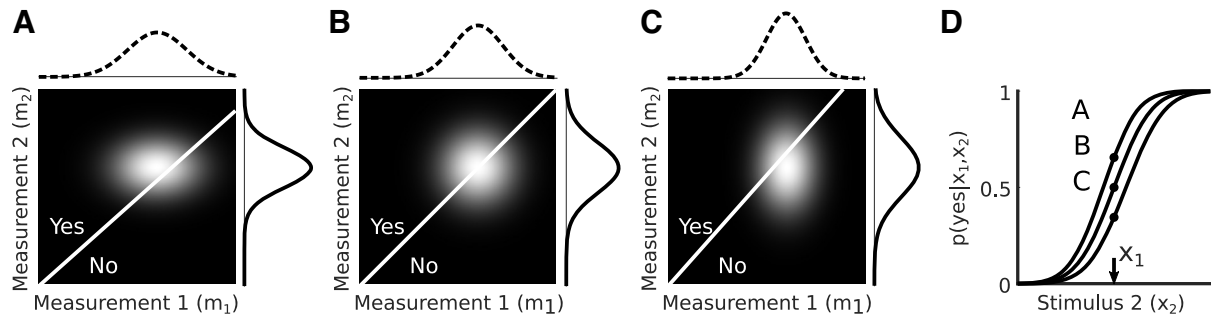 A
Measurement 2 (m₂)
Yes
No
Measurement 1 (m₁)
B
Measurement 2 (m₂)
Yes
No
Measurement 1 (m1)
C
Measurement 2 (m₂)
Yes
No
Measurement 1 (m1)
D
p(yes|x₁,x₂)
1
0.5
0
A
B
C
x₁
Stimulus 2 (x₂)